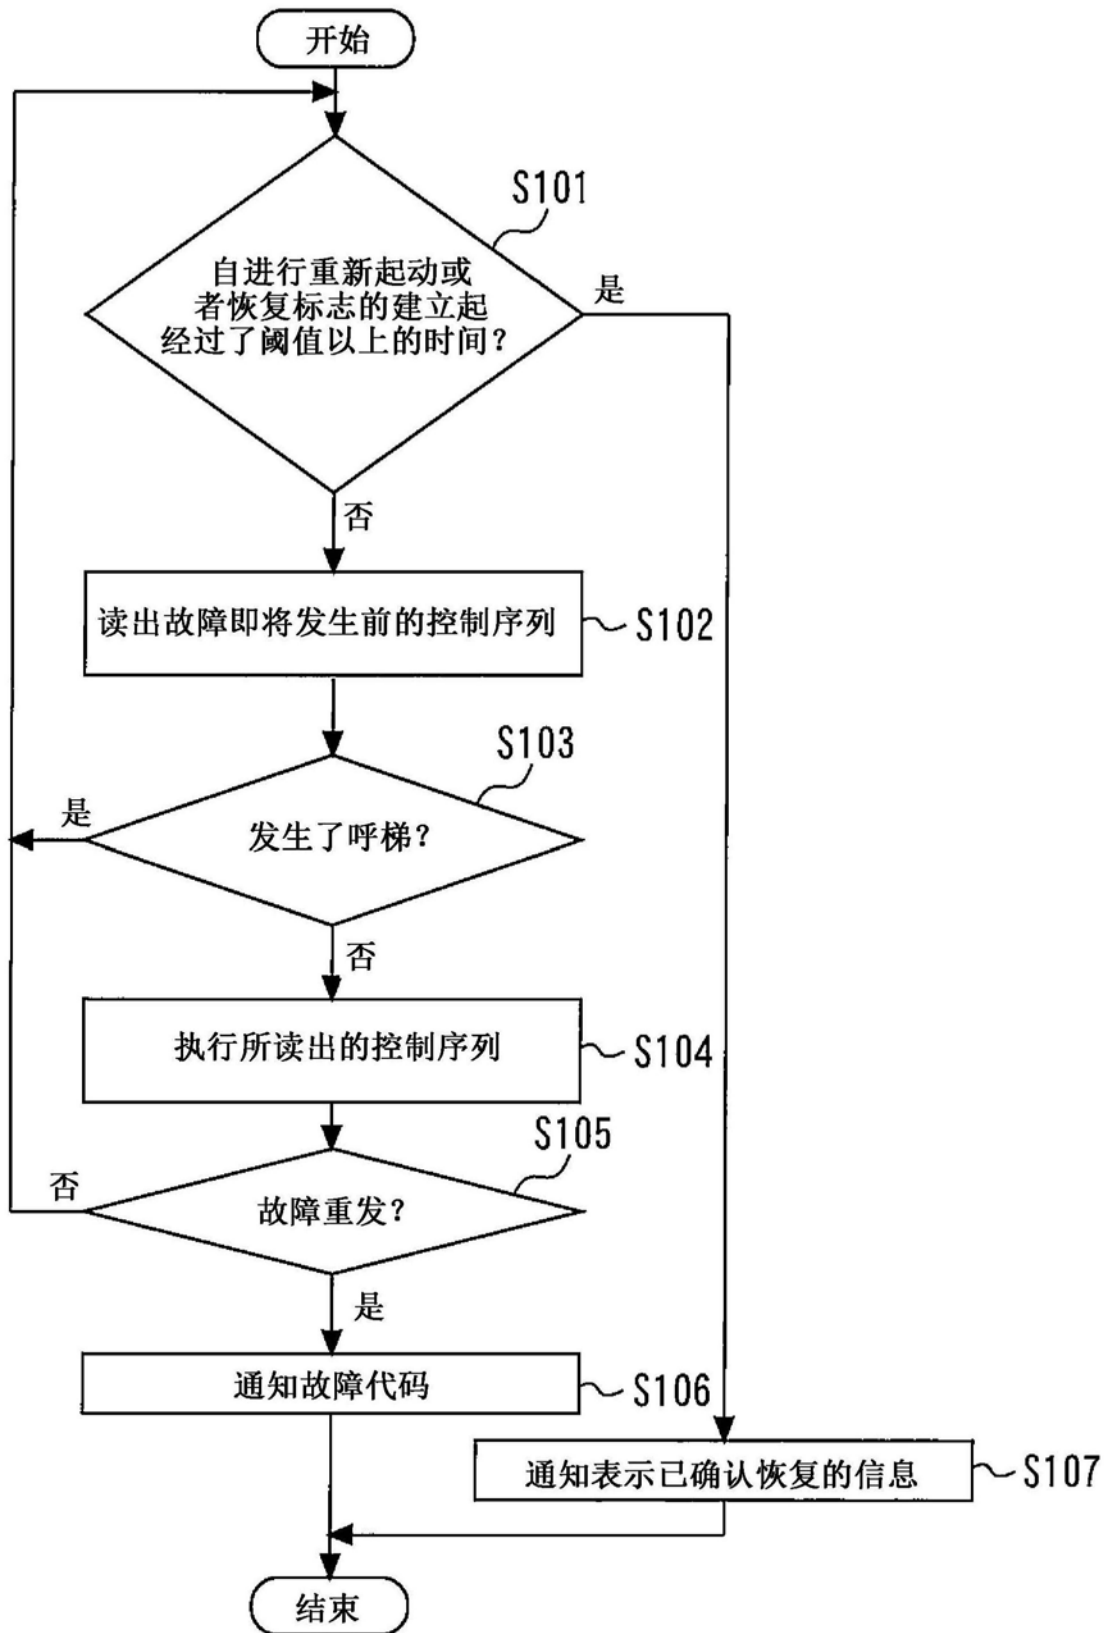 开始
S101
自进行重新起动或
者恢复标志的建立起
经过了阈值以上的时间?
是
否
读出故障即将发生前的控制序列
S102
S103
是
发生了呼梯?
否
执行所读出的控制序列
S104
S105
否
故障重发?
是
通知故障代码
S106
通知表示已确认恢复的信息
S107
结束